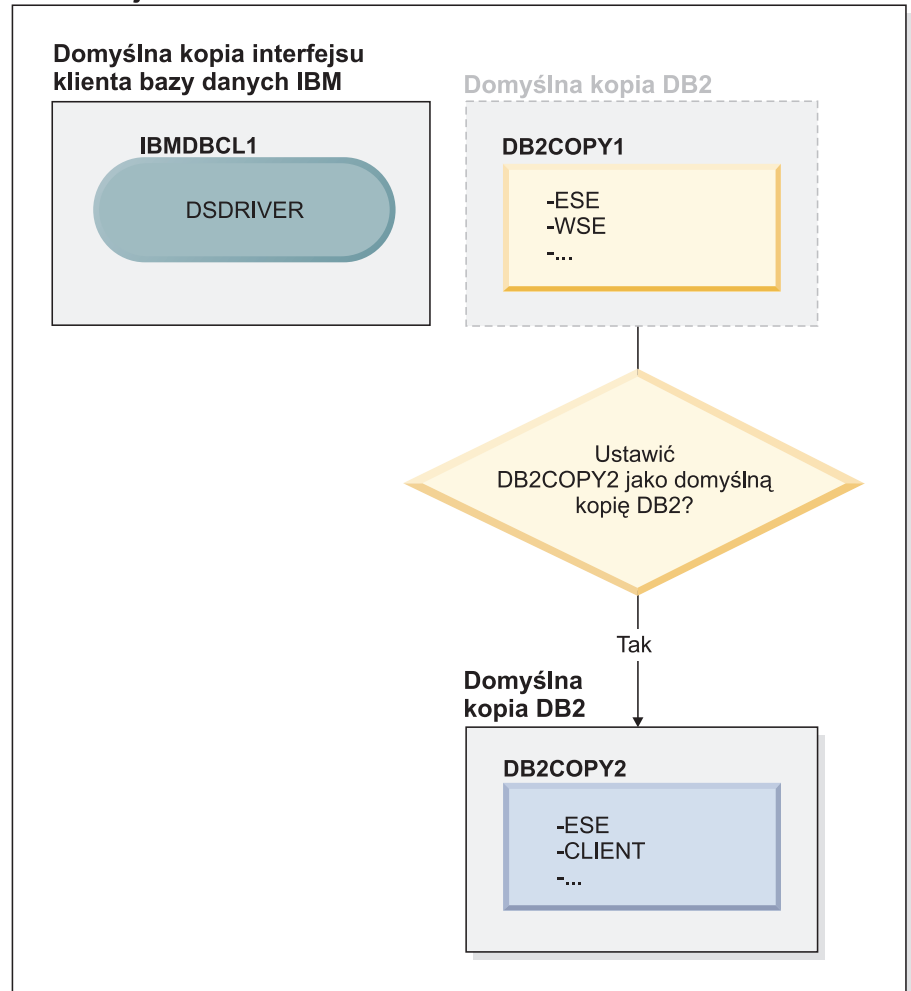 Domyślna kopia interfejsu
klienta bazy danych IBM
IBMDBCL1
DSDRIVER
Domyślna kopia DB2
DB2COPY1
-ESE
-WSE
-...
Ustawić
DB2COPY2 jako domyślną
kopię DB2?
Tak
Domyślna
kopia DB2
DB2COPY2
-ESE
-CLIENT
-...